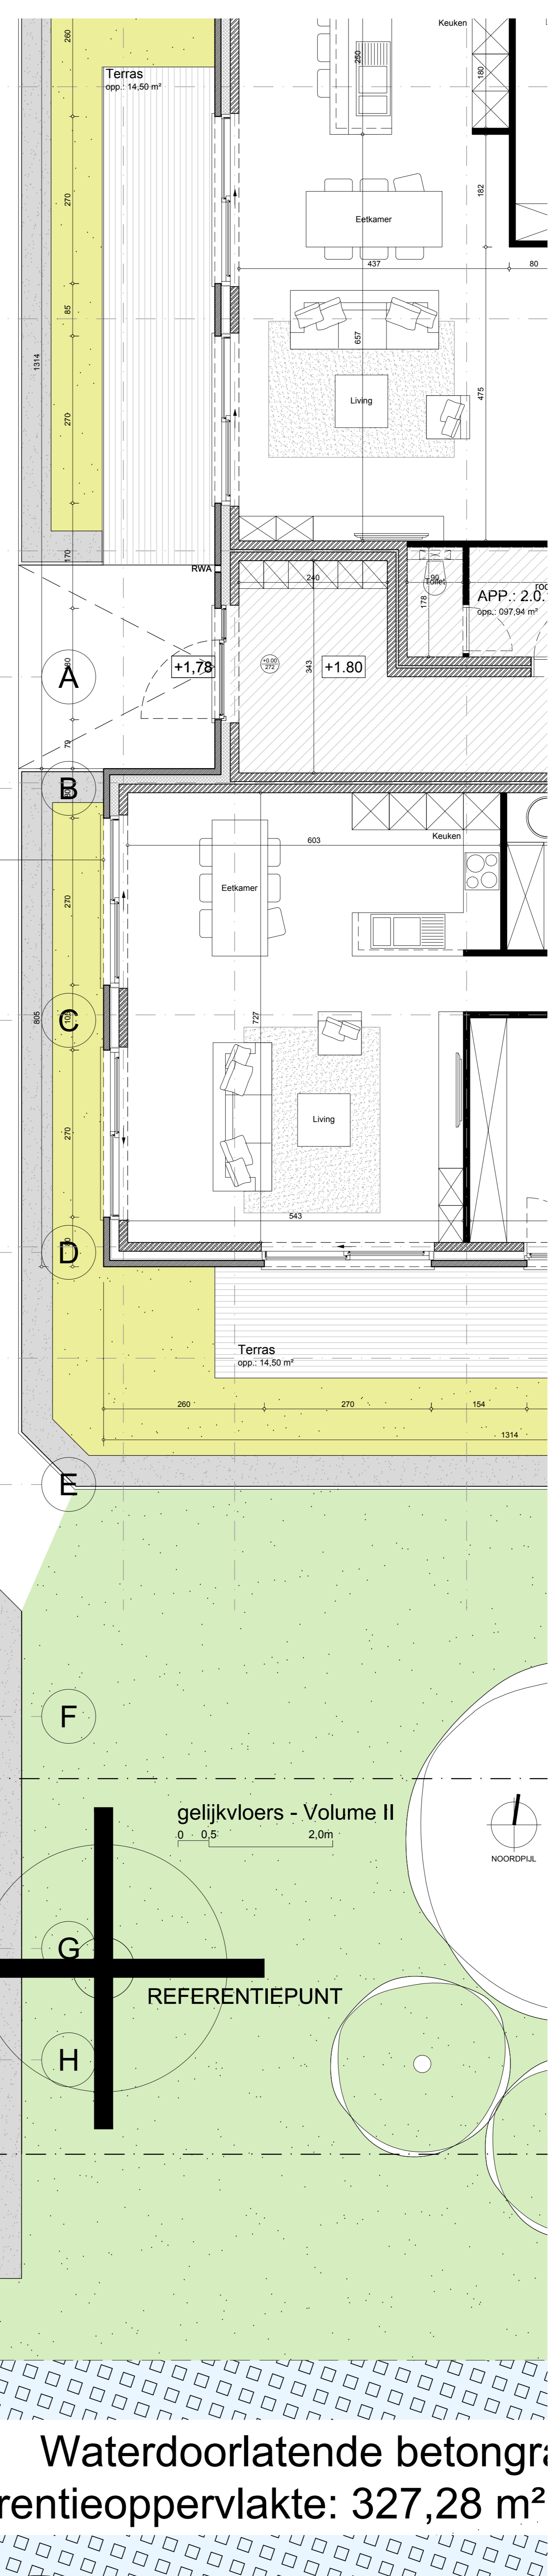 Keuken
260
250
180
Terras
opp.: 14,50 m²
270
182
Eetkamer
437
80
85
657
1314
270
Living
475
170
RWA
240
90
Toilet
178
APP.: 2.0.
opp.: 097,94 m²
A
+1,78
+0.00
272
343
+1.80
79
B
Keuken
603
Eetkamer
270
805
C
727
Living
270
543
D
Terras
opp.: 14,50 m²
260
270
154
1314
E
F
gelijkvloers - Volume II
0 0,5 2,0m
NOORDPIJL
G
REFERENTIEPUNT
H
Waterdoorlatende betongra
rentieoppervlakte: 327,28 m²